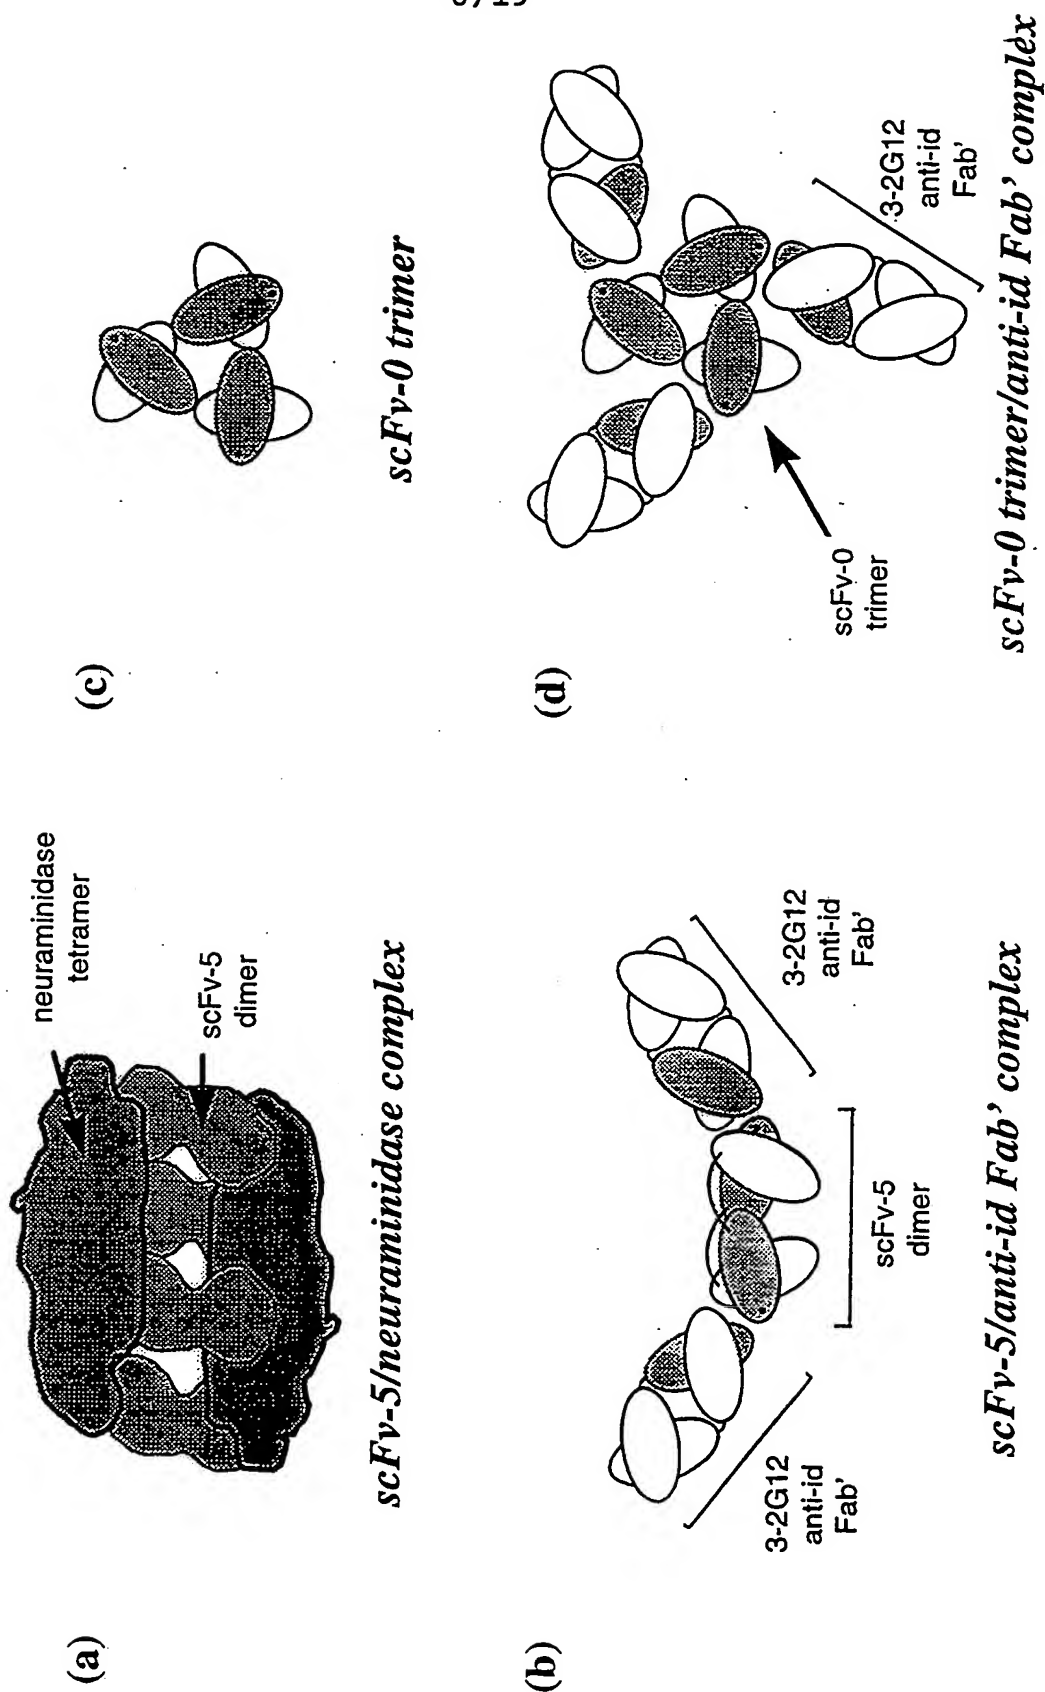 (a)
neuraminidase
tetramer
scFv-5
dimer
scFv-5/neuraminidase complex
(b)
3-2G12
anti-id
Fab'
scFv-5
dimer
3-2G12
anti-id
Fab'
scFv-5/anti-id Fab' complex
(c)
scFv-0 trimer
(d)
scFv-0
trimer
3-2G12
anti-id
Fab'
scFv-0 trimer/anti-id Fab' complex